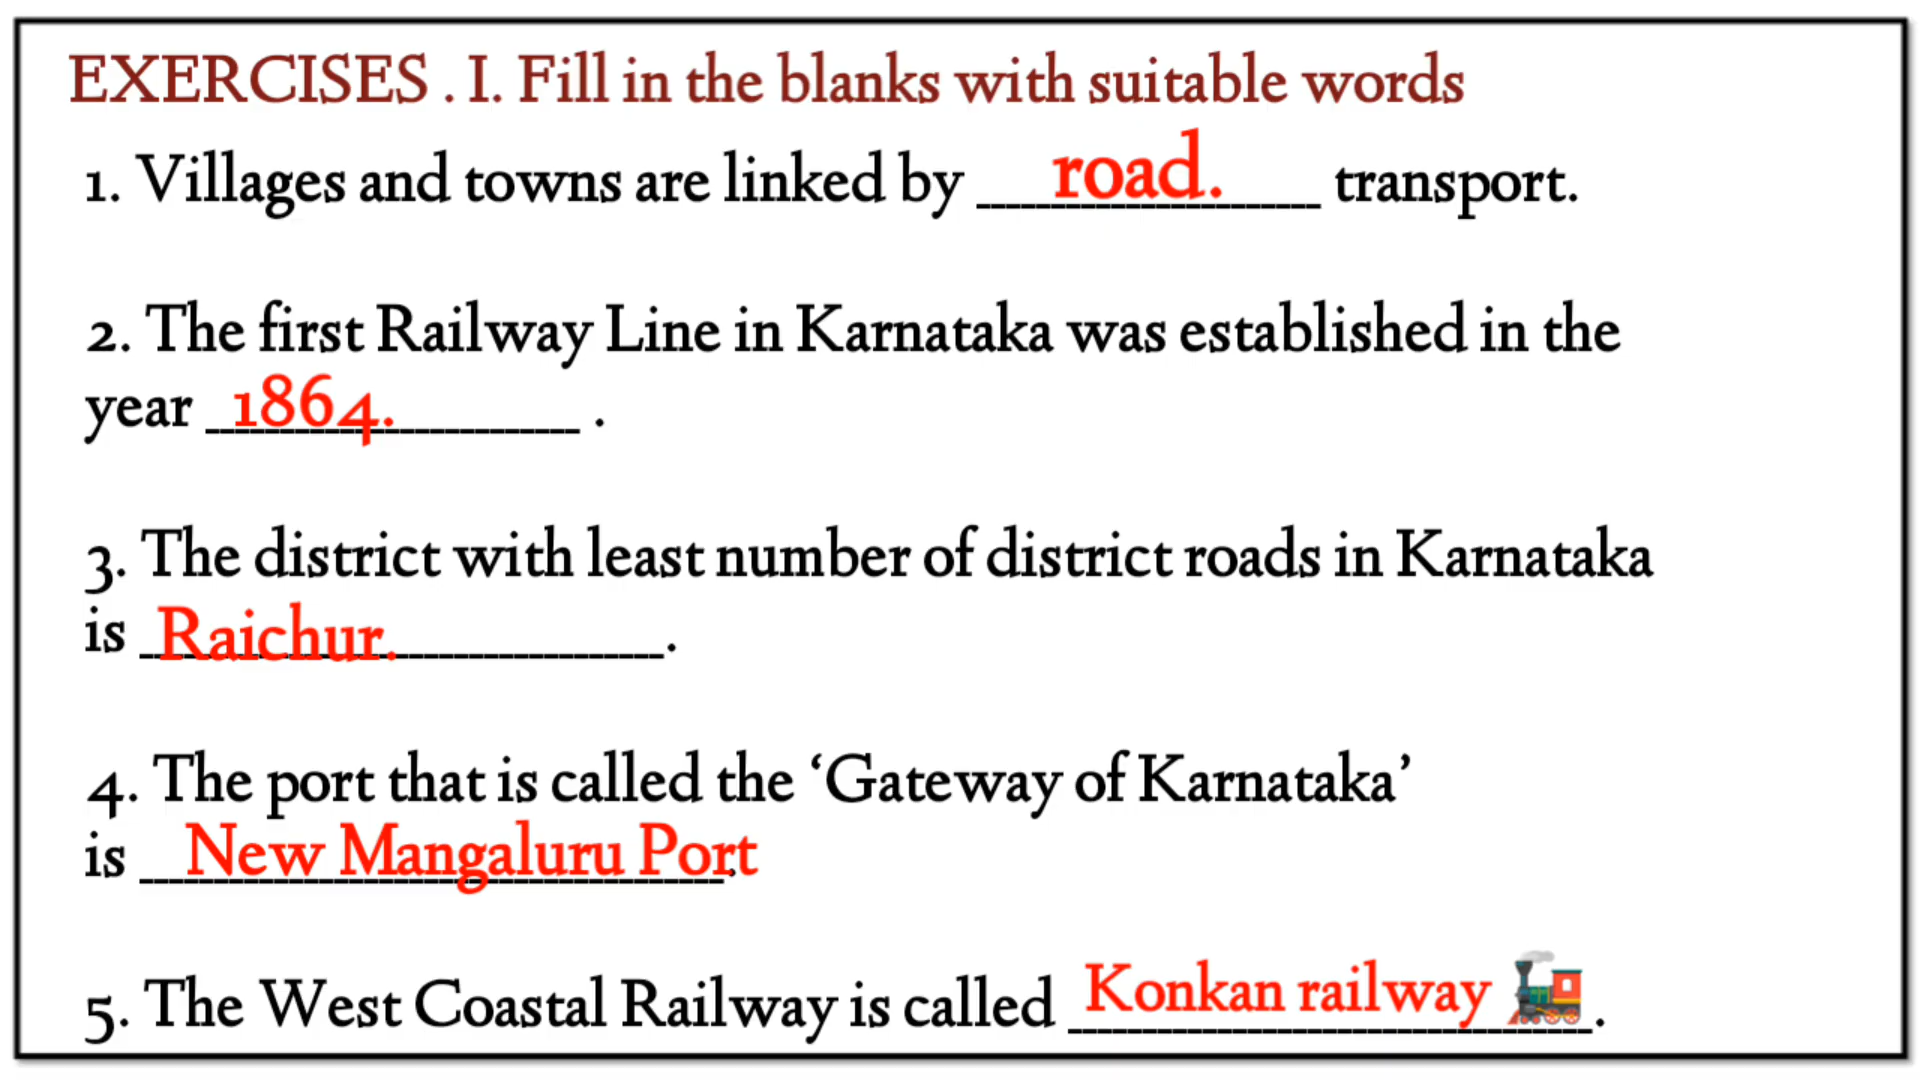 EXERCISES . I. Fill in the blanks with suitable words
1. Villages and towns are linked by road. transport.
2. The first Railway Line in Karnataka was established in the
year 1864. .
3. The district with least number of district roads in Karnataka
is Raichur. .
4. The port that is called the ‘Gateway of Karnataka’
is New Mangaluru Port .
5. The West Coastal Railway is called Konkan railway .